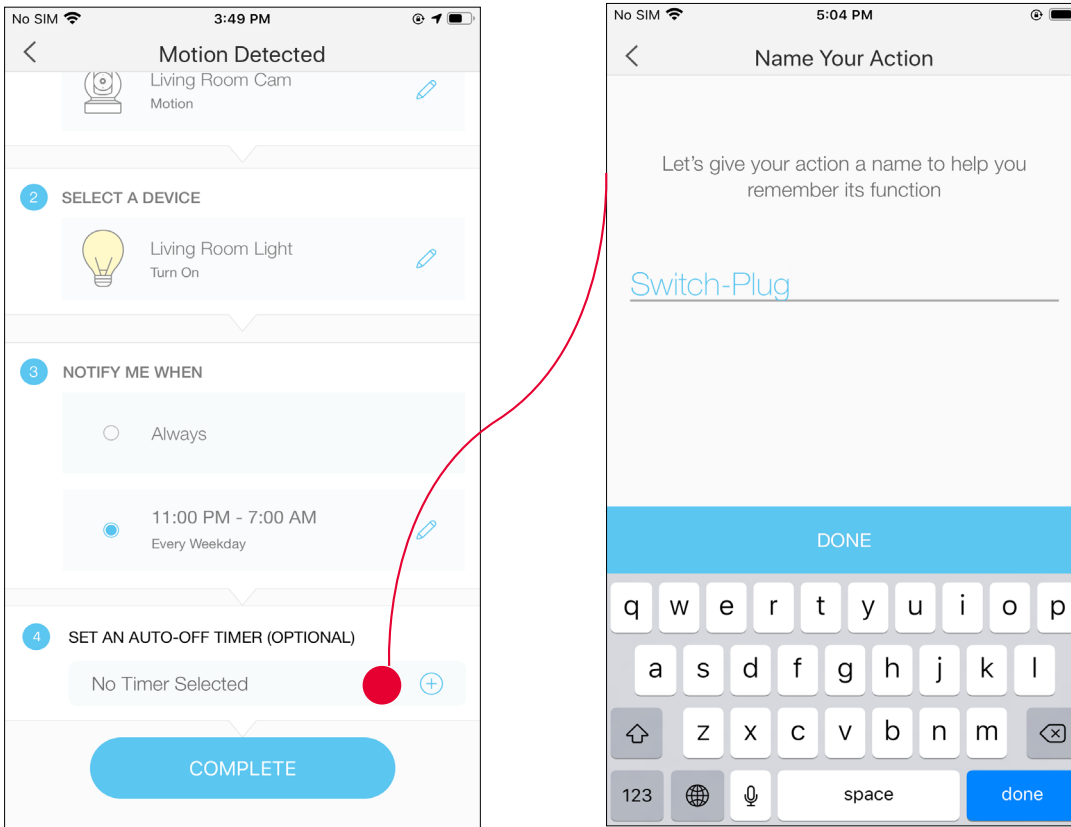 No SIM 3:49 PM
Motion Detected
Living Room Cam
Motion
2 SELECT A DEVICE
Living Room Light
Turn On
3 NOTIFY ME WHEN
Always
11:00 PM - 7:00 AM
Every Weekday
4 SET AN AUTO-OFF TIMER (OPTIONAL)
No Timer Selected
COMPLETE
No SIM 5:04 PM
Name Your Action
Let's give your action a name to help you
remember its function
Switch-Plug
DONE
q w e r t y u i o p
a s d f g h j k l
z x c v b n m
123 space done